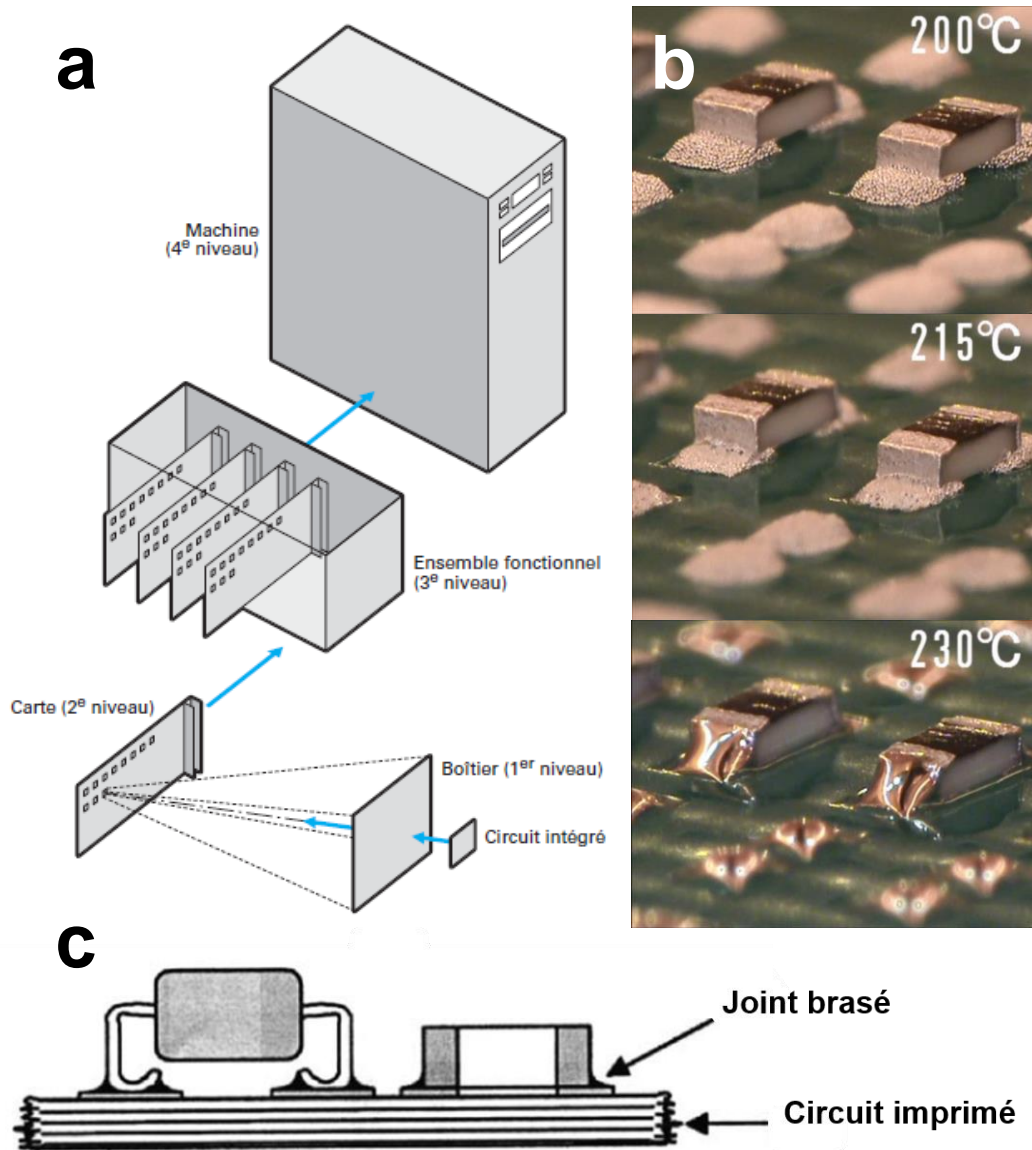 a
Machine
(4e niveau)
Ensemble fonctionnel
(3e niveau)
Carte (2e niveau)
Boîtier (1er niveau)
Circuit intégré
b
200℃
215℃
230℃
c
Joint brasé
Circuit imprimé